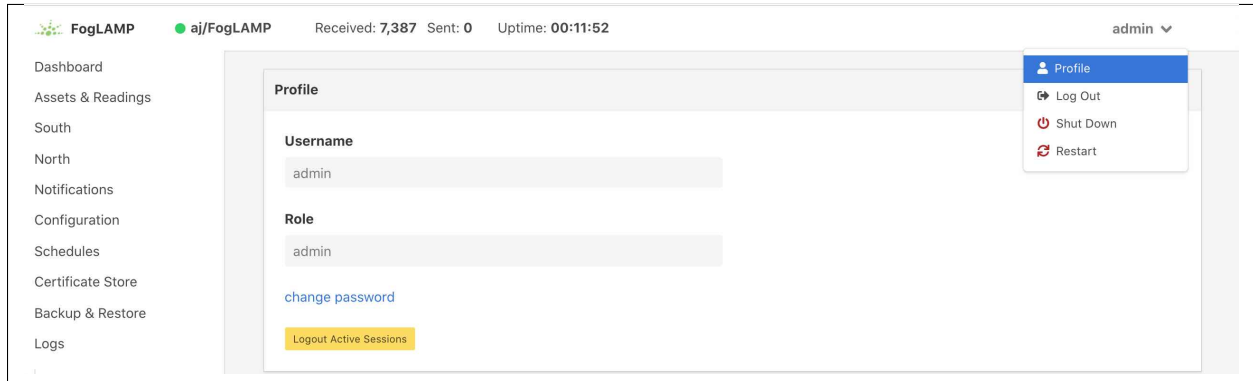 FogLAMP aj/FogLAMP Received: 7,387 Sent: 0 Uptime: 00:11:52 admin
Dashboard
Assets & Readings
South
North
Notifications
Configuration
Schedules
Certificate Store
Backup & Restore
Logs
Profile
Username
admin
Role
admin
change password
Logout Active Sessions
Profile
Log Out
Shut Down
Restart